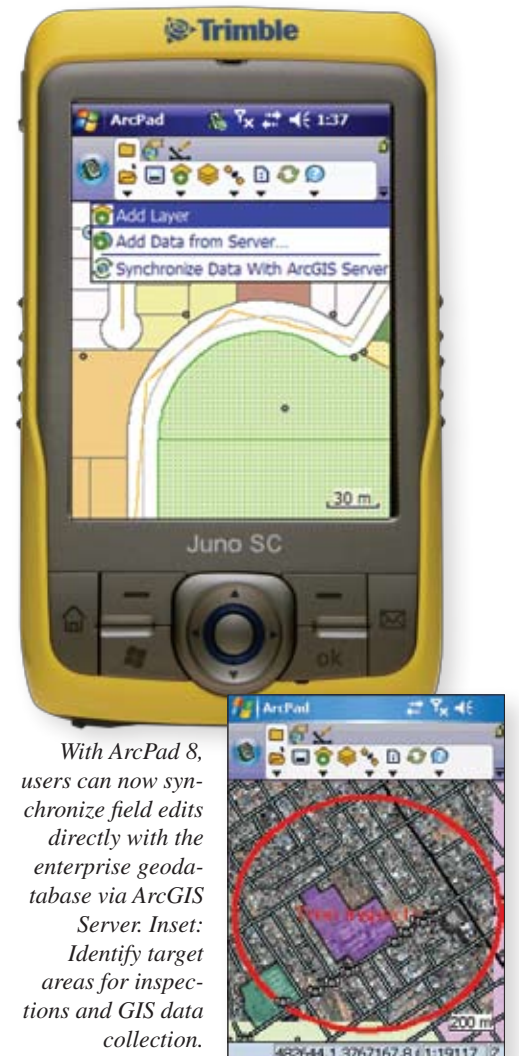 Trimble
ArcPad 1:37
Add Layer
Add Data from Server...
Synchronize Data With ArcGIS Server
30 m
Juno SC
ok
With ArcPad 8,
users can now syn-
chronize field edits
directly with the
enterprise geoda-
tabase via ArcGIS
Server. Inset:
Identify target
areas for inspec-
tions and GIS data
collection.
ArcPad
200 m